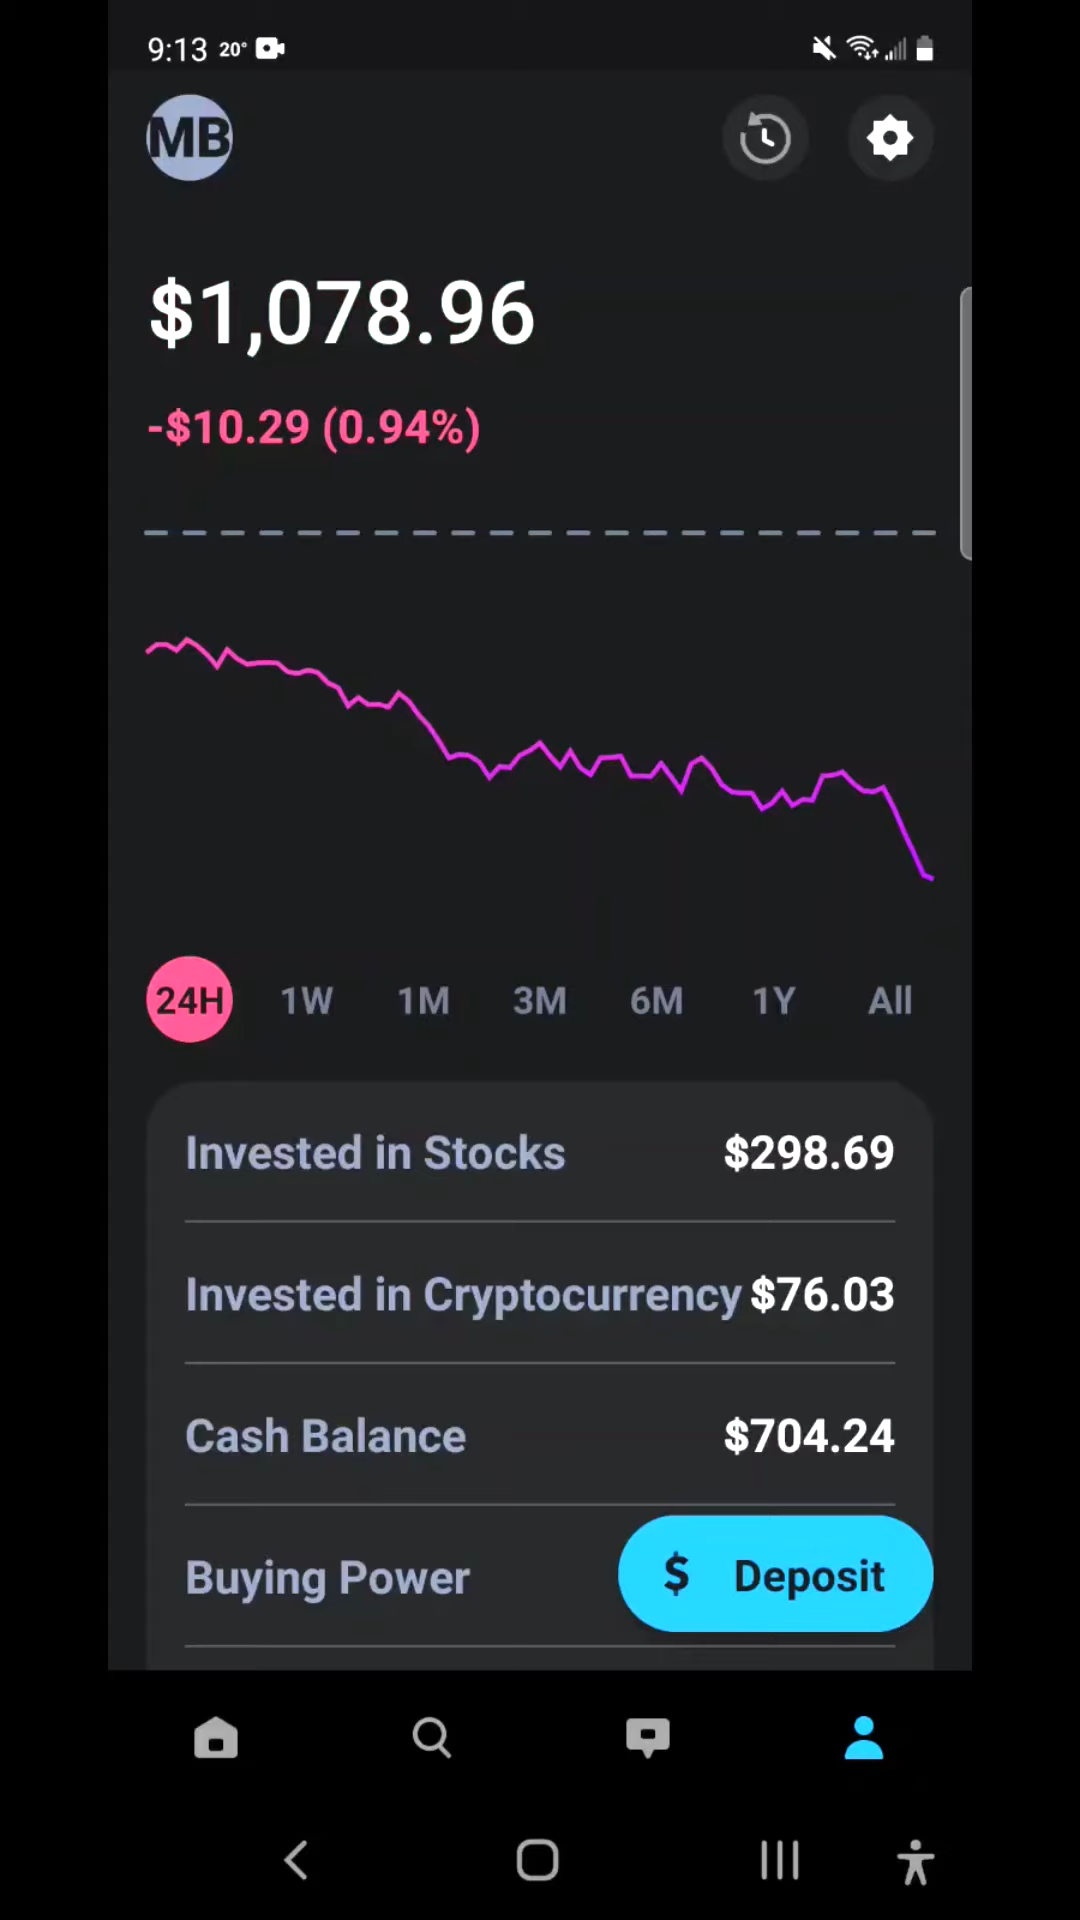 9:13 20°
MB
$1,078.96
-$10.29 (0.94%)
24H 1W 1M 3M 6M 1Y All
Invested in Stocks $298.69
Invested in Cryptocurrency $76.03
Cash Balance $704.24
Buying Power
$ Deposit